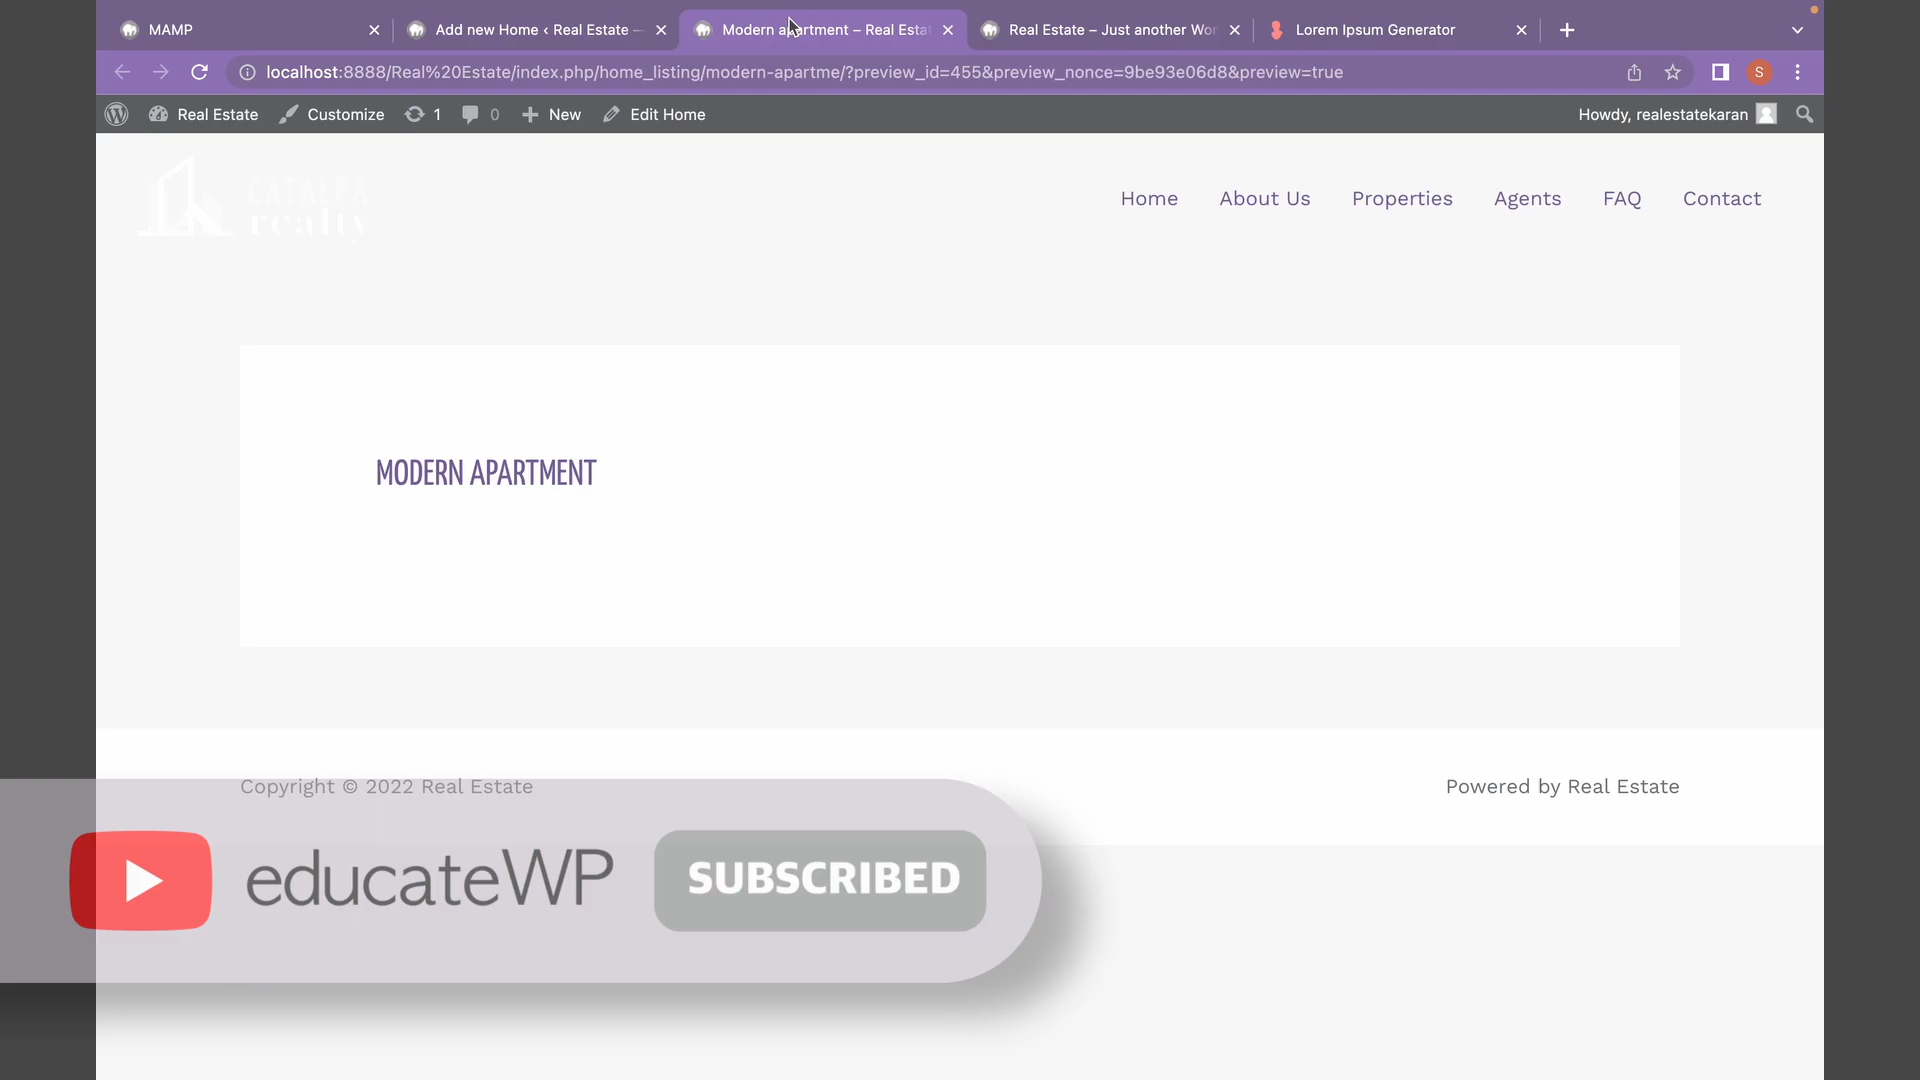 MAMP
Add new Home ‹ Real Estate —
Modern apartment – Real Estat
Real Estate – Just another Wor
Lorem Ipsum Generator
localhost:8888/Real%20Estate/index.php/home_listing/modern-apartme/?preview_id=455&preview_nonce=9be93e06d8&preview=true
S
Real Estate
Customize
1
0
New
Edit Home
Howdy, realestatekaran
CATALPA
realty
Home
About Us
Properties
Agents
FAQ
Contact
MODERN APARTMENT
Copyright © 2022 Real Estate
Powered by Real Estate
educateWP
SUBSCRIBED